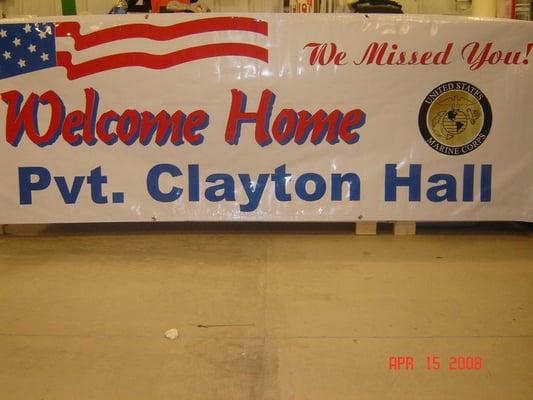 We Missed You!
Welcome Home
UNITED STATES
MARINE CORPS
Pvt. Clayton Hall
APR 15 2008